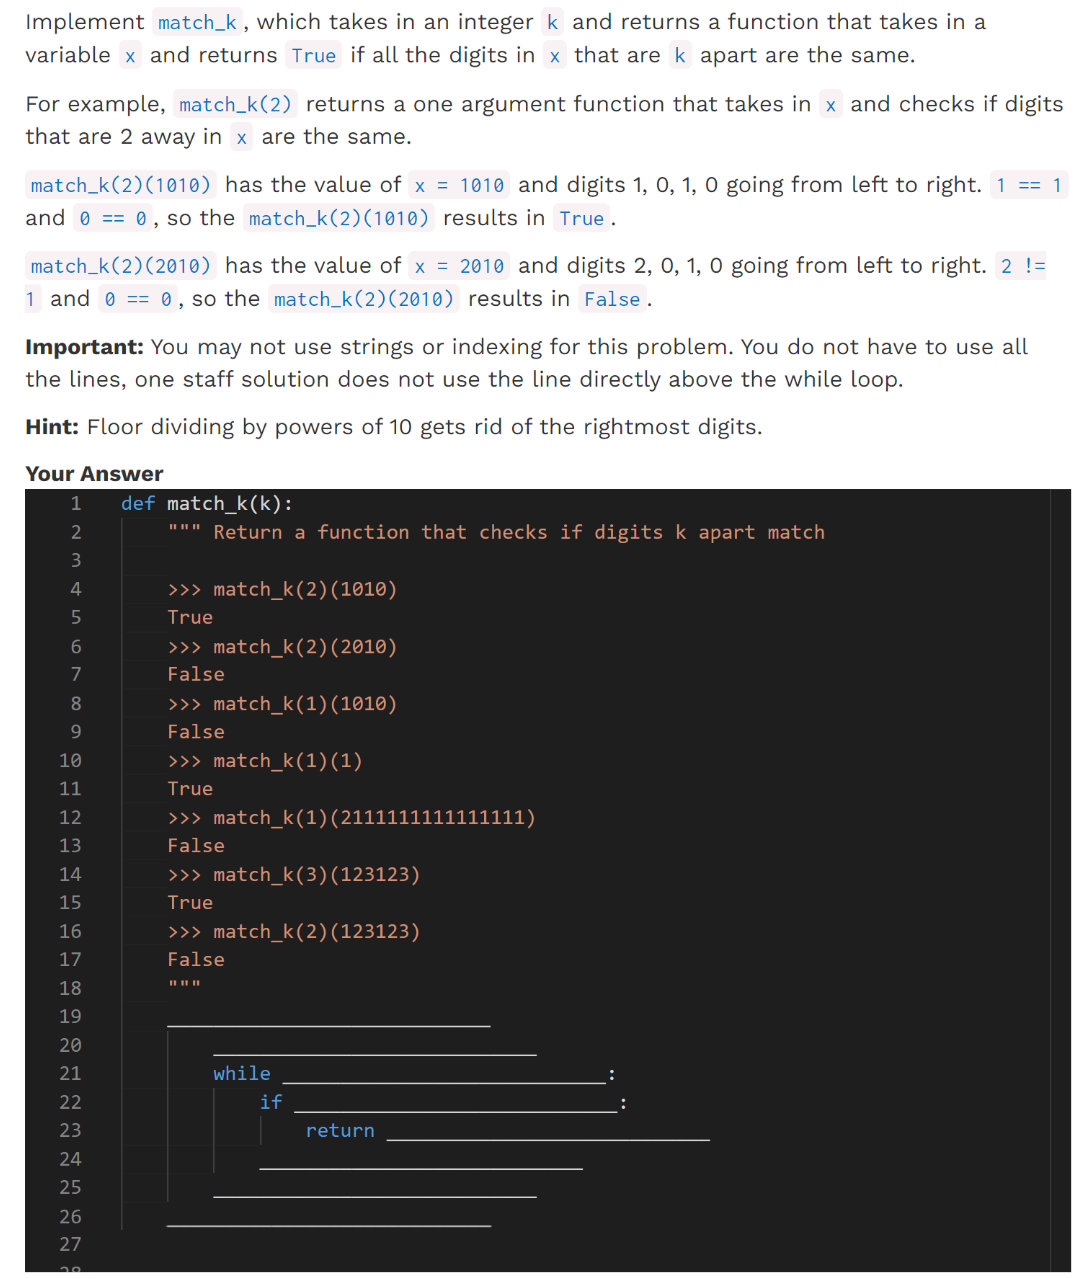 Implement match_k, which takes in an integer k and returns a function that takes in a
variable x and returns True if all the digits in x that are k apart are the same.
For example, match_k(2) returns a one argument function that takes in x and checks if digits
that are 2 away in x are the same.
match_k(2)(1010) has the value of x = 1010 and digits 1, 0, 1, 0 going from left to right. 1 == 1
and 0 == 0, so the match_k(2)(1010) results in True.
match_k(2)(2010) has the value of x = 2010 and digits 2, 0, 1, 0 going from left to right. 2 !=
1 and 0 == 0, so the match_k(2)(2010) results in False.
Important: You may not use strings or indexing for this problem. You do not have to use all
the lines, one staff solution does not use the line directly above the while loop.
Hint: Floor dividing by powers of 10 gets rid of the rightmost digits.
Your Answer
1 def match_k(k):
2 """ Return a function that checks if digits k apart match
3
4 >>> match_k(2)(1010)
5 True
6 >>> match_k(2)(2010)
7 False
8 >>> match_k(1)(1010)
9 False
10 >>> match_k(1)(1)
11 True
12 >>> match_k(1)(2111111111111111)
13 False
14 >>> match_k(3)(123123)
15 True
16 >>> match_k(2)(123123)
17 False
18 """
19 ____________________________
20 ____________________________
21 while ____________________________:
22 if ____________________________:
23 return ____________________________
24 ____________________________
25 ____________________________
26 ____________________________
27
28